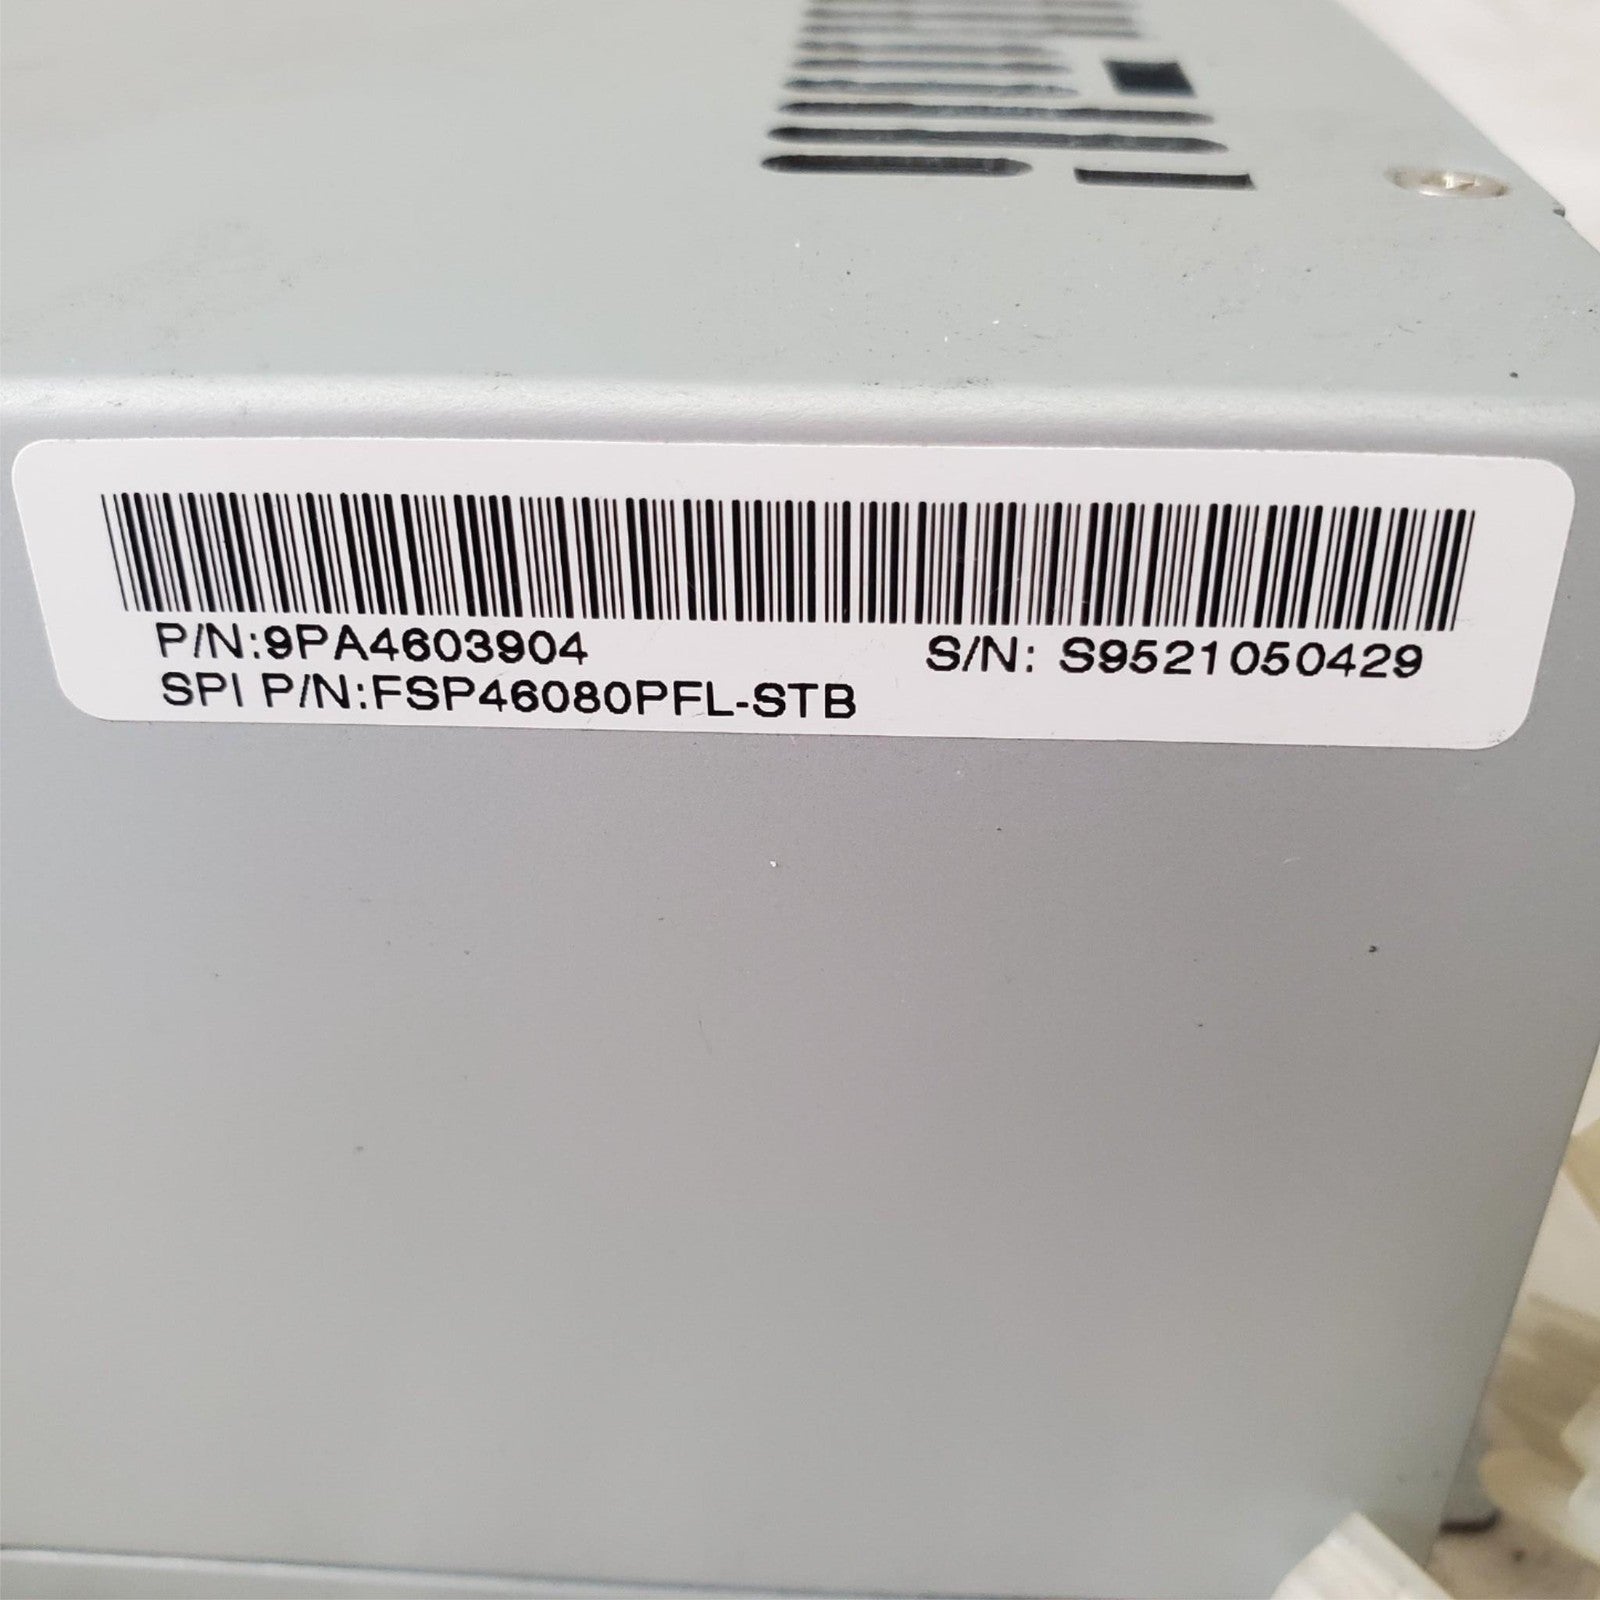 P/N:9PA4603904 S/N: S9521050429
SPI P/N:FSP46080PFL-STB